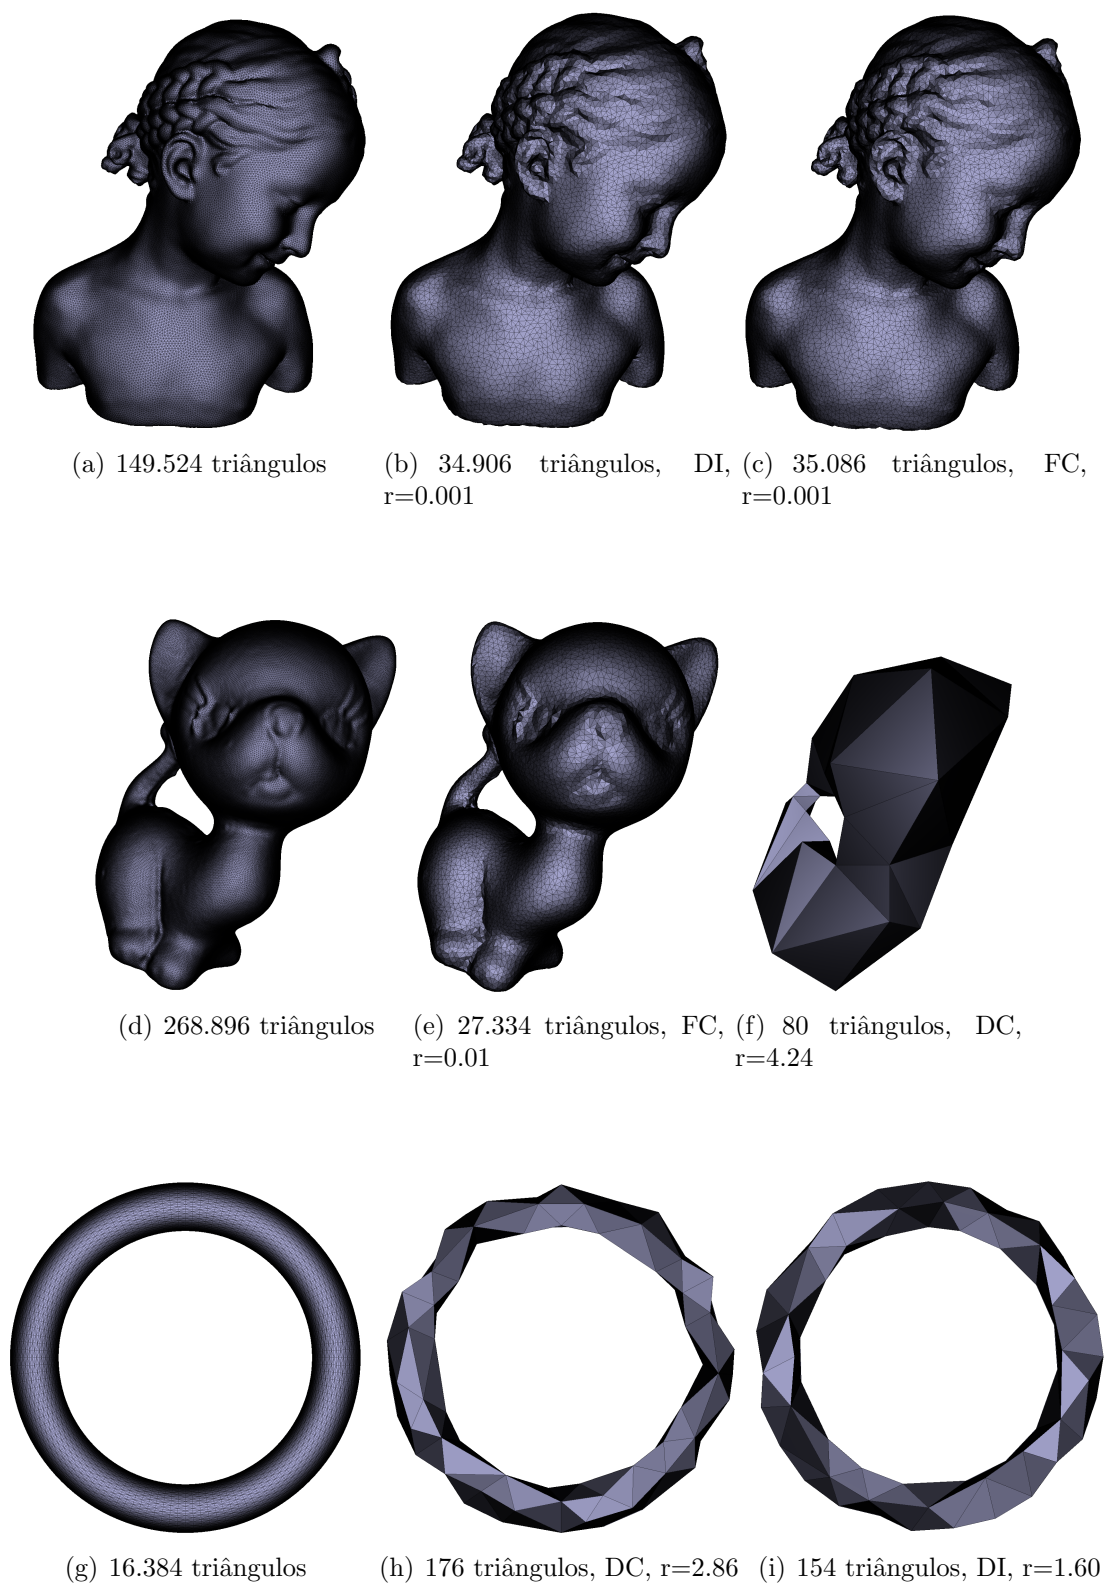 (a) 149.524 triângulos
(b) 34.906 triângulos, DI,
r=0.001
(c) 35.086 triângulos, FC,
r=0.001
(d) 268.896 triângulos
(e) 27.334 triângulos, FC,
r=0.01
(f) 80 triângulos, DC,
r=4.24
(g) 16.384 triângulos
(h) 176 triângulos, DC, r=2.86
(i) 154 triângulos, DI, r=1.60